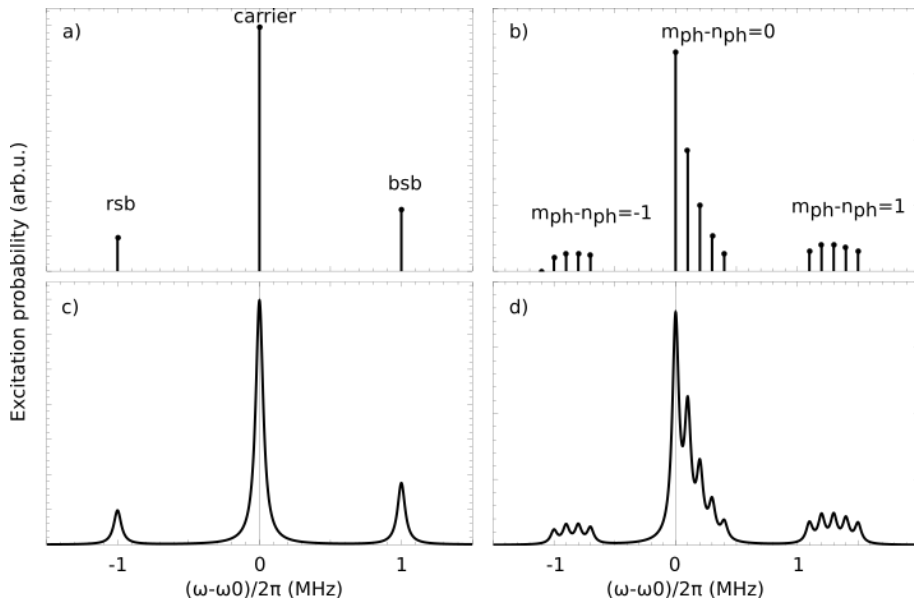 a)
carrier
rsb
bsb
b)
mph-nph=0
mph-nph=-1
mph-nph=1
Excitation probability (arb.u.)
c)
d)
-1 0 1
-1 0 1
(ω-ω0)/2π (MHz)
(ω-ω0)/2π (MHz)